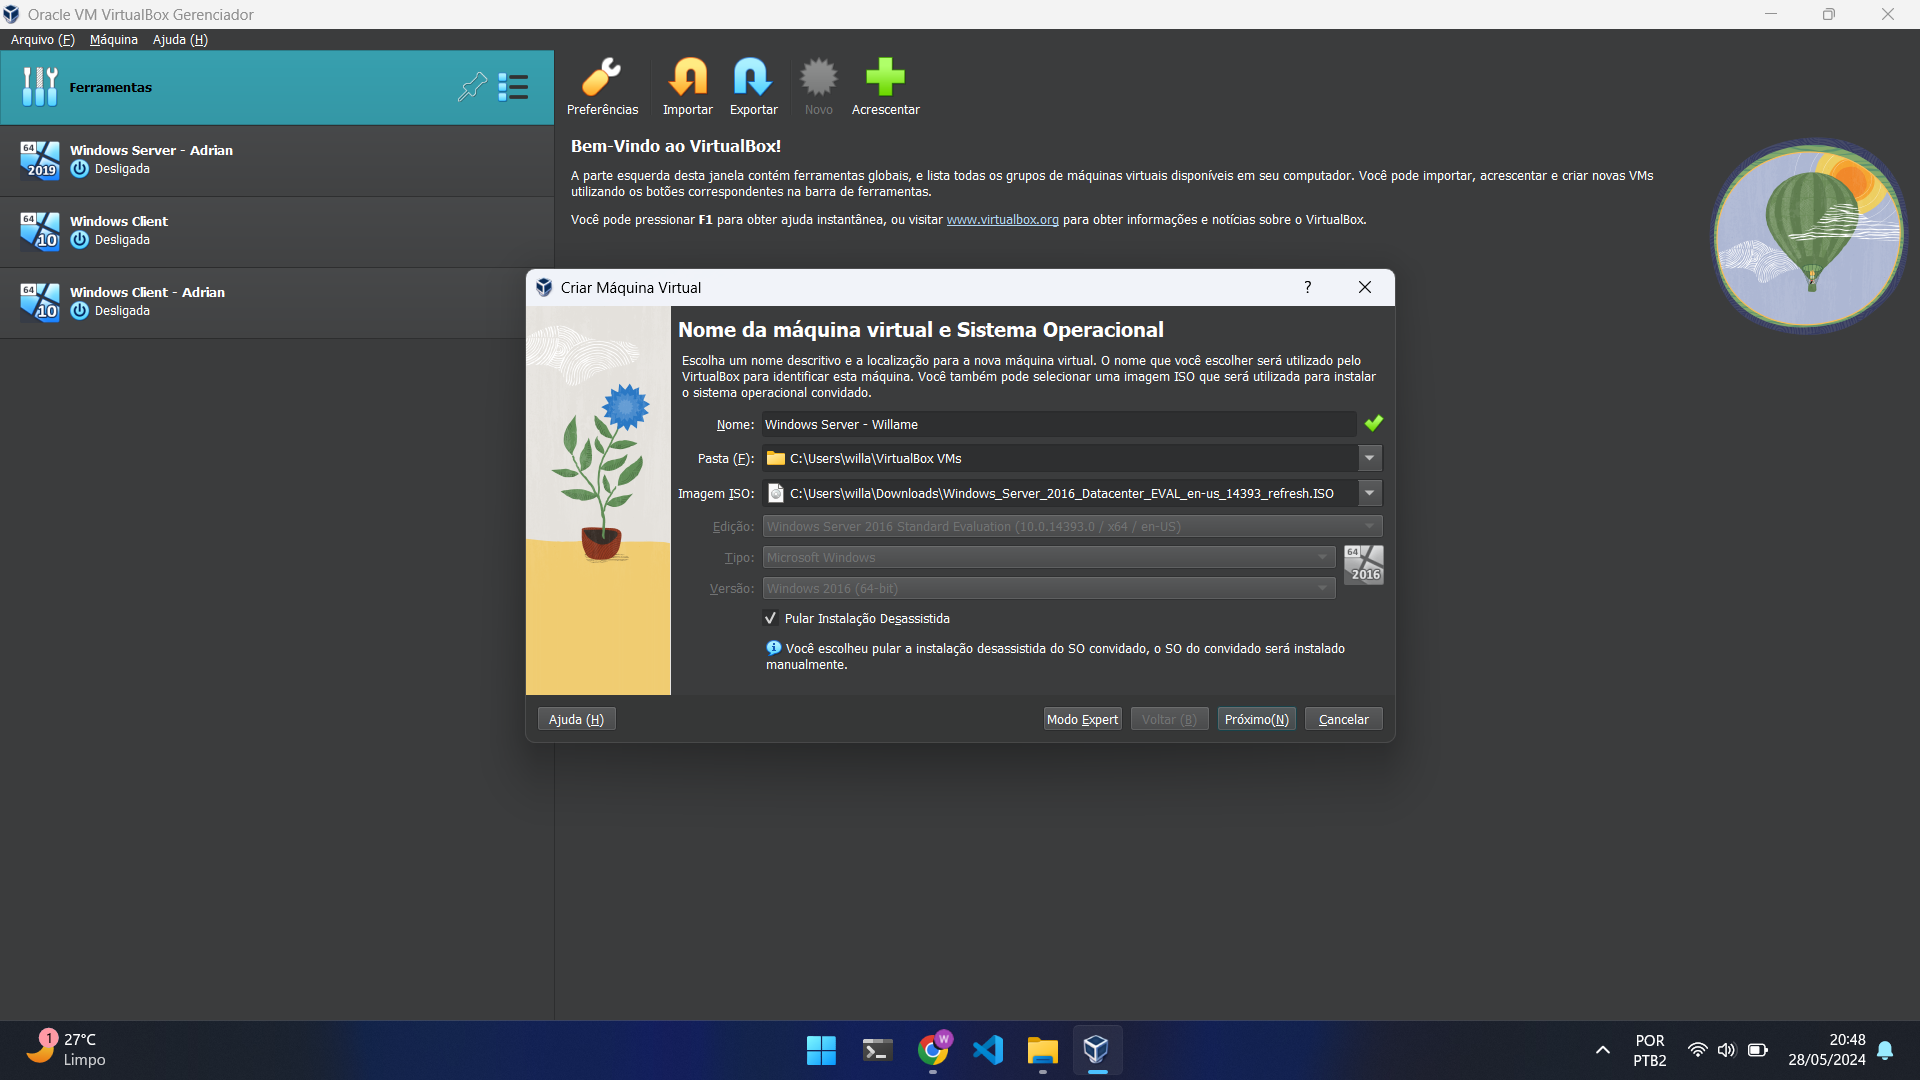 Oracle VM VirtualBox Gerenciador
Arquivo (F) Máquina Ajuda (H)
Ferramentas
Preferências Importar Exportar Novo Acrescentar
64 2019
Windows Server - Adrian
Desligada
64 10
Windows Client
Desligada
64 10
Windows Client - Adrian
Desligada
Bem-Vindo ao VirtualBox!
A parte esquerda desta janela contém ferramentas globais, e lista todas os grupos de máquinas virtuais disponíveis em seu computador. Você pode importar, acrescentar e criar novas VMs
utilizando os botões correspondentes na barra de ferramentas.
Você pode pressionar F1 para obter ajuda instantânea, ou visitar www.virtualbox.org para obter informações e notícias sobre o VirtualBox.
Criar Máquina Virtual ?
Nome da máquina virtual e Sistema Operacional
Escolha um nome descritivo e a localização para a nova máquina virtual. O nome que você escolher será utilizado pelo
VirtualBox para identificar esta máquina. Você também pode selecionar uma imagem ISO que será utilizada para instalar
o sistema operacional convidado.
Nome: Windows Server - Willame
Pasta (F): C:\Users\willa\VirtualBox VMs
Imagem ISO: C:\Users\willa\Downloads\Windows_Server_2016_Datacenter_EVAL_en-us_14393_refresh.ISO
Edição: Windows Server 2016 Standard Evaluation (10.0.14393.0 / x64 / en-US)
Tipo: Microsoft Windows
64 2016
Versão: Windows 2016 (64-bit)
Pular Instalação Desassistida
Você escolheu pular a instalação desassistida do SO convidado, o SO do convidado será instalado
manualmente.
Ajuda (H) Modo Expert Voltar (B) Próximo(N) Cancelar
1 27°C
Limpo
W
POR
PTB2
20:48
28/05/2024